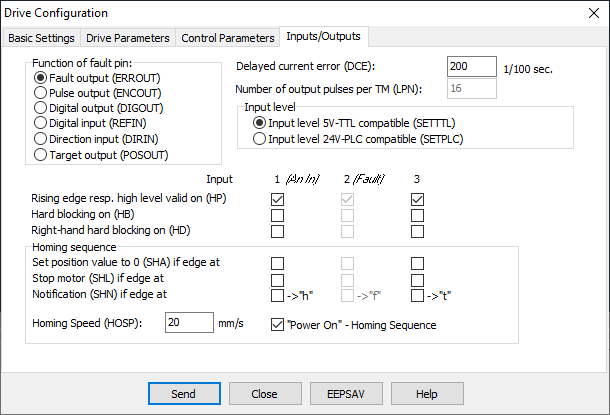 Drive Configuration
Basic Settings Drive Parameters Control Parameters Inputs/Outputs
Function of fault pin:
Fault output (ERROUT)
Pulse output (ENCOUT)
Digital output (DIGOUT)
Digital input (REFIN)
Direction input (DIRIN)
Target output (POSOUT)
Delayed current error (DCE): 200 1/100 sec.
Number of output pulses per TM (LPN): 16
Input level
Input level 5V-TTL compatible (SETTTL)
Input level 24V-PLC compatible (SETPLC)
Input 1 (An In) 2 (Fault) 3
Rising edge resp. high level valid on (HP)
Hard blocking on (HB)
Right-hand hard blocking on (HD)
Homing sequence
Set position value to 0 (SHA) if edge at
Stop motor (SHL) if edge at
Notification (SHN) if edge at ->"h" ->"f" ->"t"
Homing Speed (HOSP): 20 mm/s "Power On" - Homing Sequence
Send Close EEPSAV Help